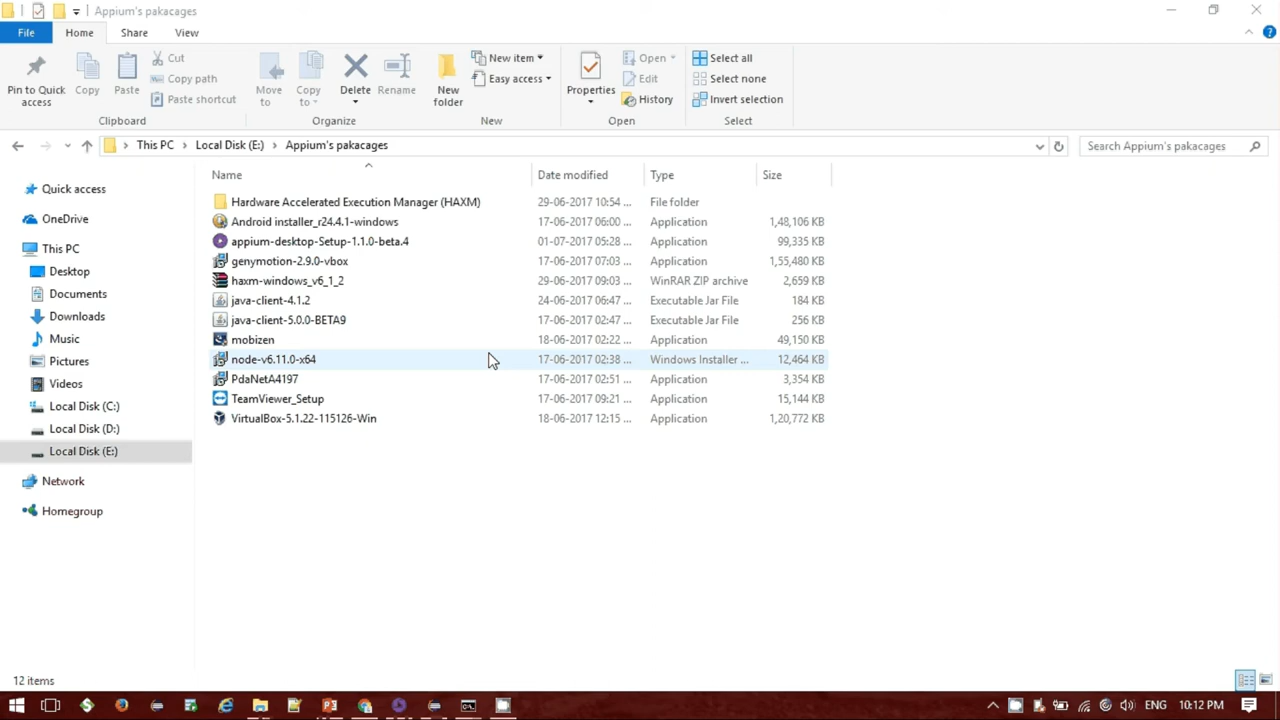 Appium's pakacages
File Home Share View
Pin to Quick access
Copy
Paste
Cut
Copy path
Paste shortcut
Clipboard
Move to
Copy to
Delete
Rename
Organize
New folder
New item
Easy access
New
Properties
Open
Edit
History
Open
Select all
Select none
Invert selection
Select
This PC Local Disk (E:) Appium's pakacages
Search Appium's pakacages
Quick access
OneDrive
This PC
Desktop
Documents
Downloads
Music
Pictures
Videos
Local Disk (C:)
Local Disk (D:)
Local Disk (E:)
Network
Homegroup
Name Date modified Type Size
Hardware Accelerated Execution Manager (HAXM) 29-06-2017 10:54 ... File folder
Android installer_r24.4.1-windows 17-06-2017 06:00 ... Application 1,48,106 KB
appium-desktop-Setup-1.1.0-beta.4 01-07-2017 05:28 ... Application 99,335 KB
genymotion-2.9.0-vbox 17-06-2017 07:03 ... Application 1,55,480 KB
haxm-windows_v6_1_2 29-06-2017 09:03 ... WinRAR ZIP archive 2,659 KB
java-client-4.1.2 24-06-2017 06:47 ... Executable Jar File 184 KB
java-client-5.0.0-BETA9 17-06-2017 02:47 ... Executable Jar File 256 KB
mobizen 18-06-2017 02:22 ... Application 49,150 KB
node-v6.11.0-x64 17-06-2017 02:38 ... Windows Installer ... 12,464 KB
PdaNetA4197 17-06-2017 02:51 ... Application 3,354 KB
TeamViewer_Setup 17-06-2017 09:21 ... Application 15,144 KB
VirtualBox-5.1.22-115126-Win 18-06-2017 12:15 ... Application 1,20,772 KB
12 items
ENG 10:12 PM